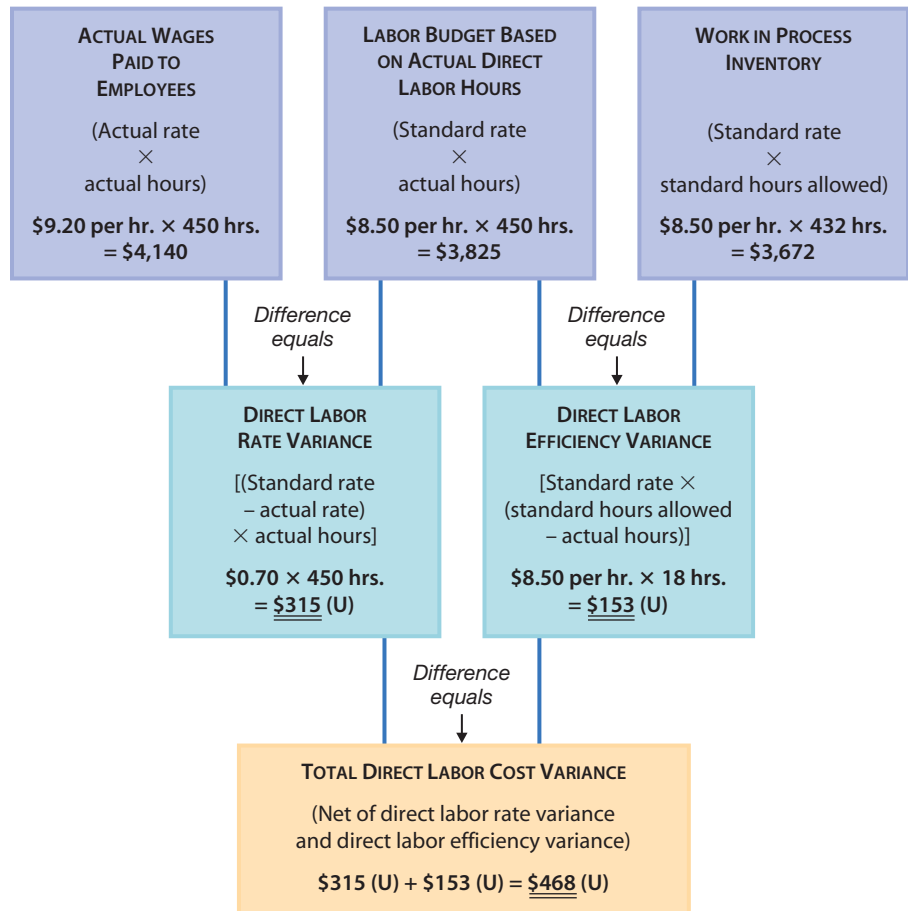 ACTUAL WAGES
PAID TO
EMPLOYEES
(Actual rate
×
actual hours)
$9.20 per hr. × 450 hrs.
= $4,140
LABOR BUDGET BASED
ON ACTUAL DIRECT
LABOR HOURS
(Standard rate
×
actual hours)
$8.50 per hr. × 450 hrs.
= $3,825
WORK IN PROCESS
INVENTORY
(Standard rate
×
standard hours allowed)
$8.50 per hr. × 432 hrs.
= $3,672
Difference
equals
Difference
equals
DIRECT LABOR
RATE VARIANCE
[(Standard rate
– actual rate)
× actual hours]
$0.70 × 450 hrs.
= $315 (U)
DIRECT LABOR
EFFICIENCY VARIANCE
[Standard rate ×
(standard hours allowed
– actual hours)]
$8.50 per hr. × 18 hrs.
= $153 (U)
Difference
equals
TOTAL DIRECT LABOR COST VARIANCE
(Net of direct labor rate variance
and direct labor efficiency variance)
$315 (U) + $153 (U) = $468 (U)